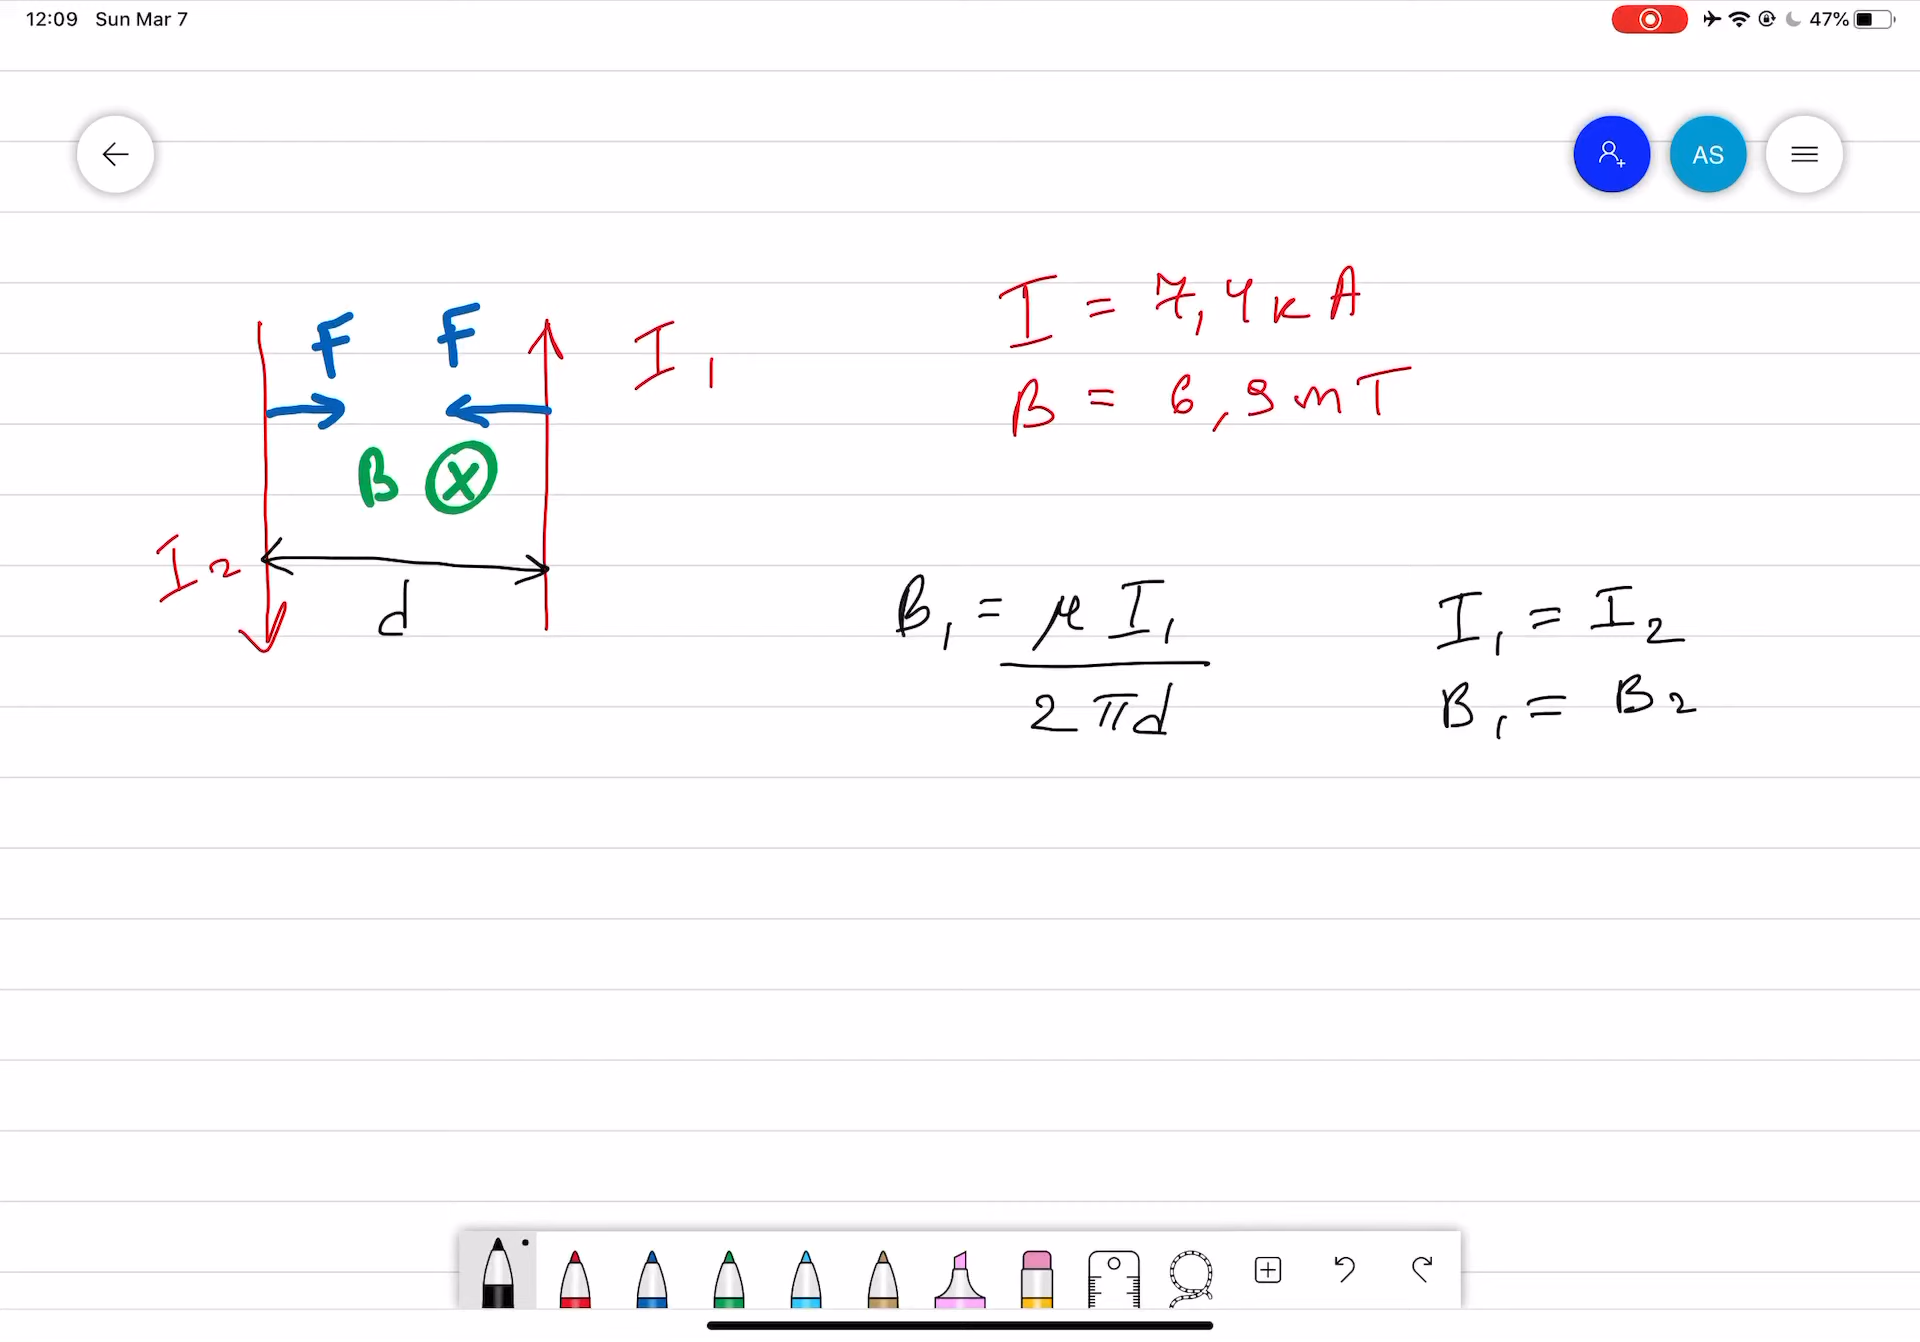 12:09 Sun Mar 7
47%
AS
I = 7,4 kA
B = 6,9 mT
F F
I₁
B ⊗
I₂
d
B₁ = μ I₁ / 2πd
I₁ = I₂
B₁ = B₂